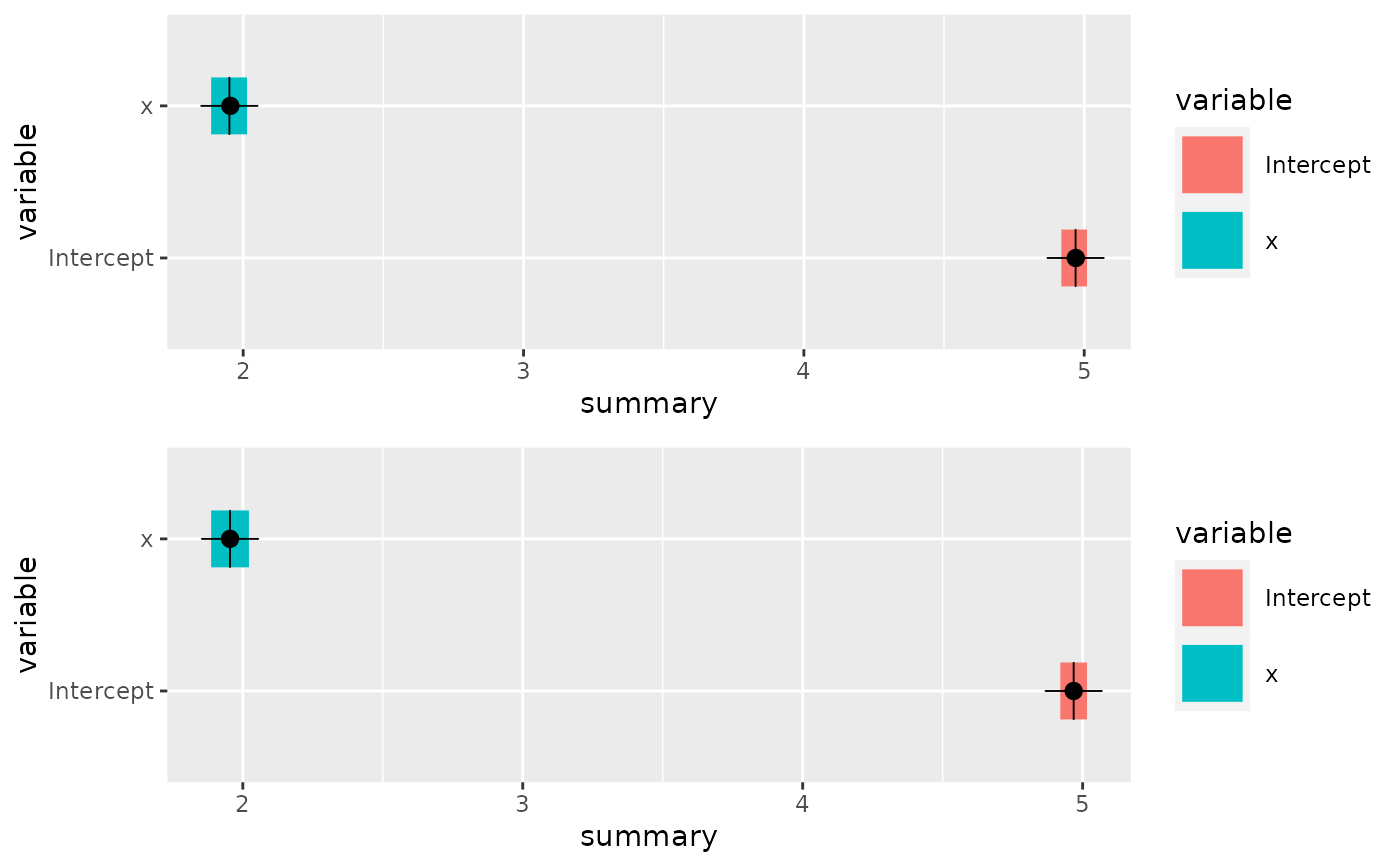 variable
x
Intercept
2 3 4 5
summary
variable
Intercept
x
variable
x
Intercept
2 3 4 5
summary
variable
Intercept
x